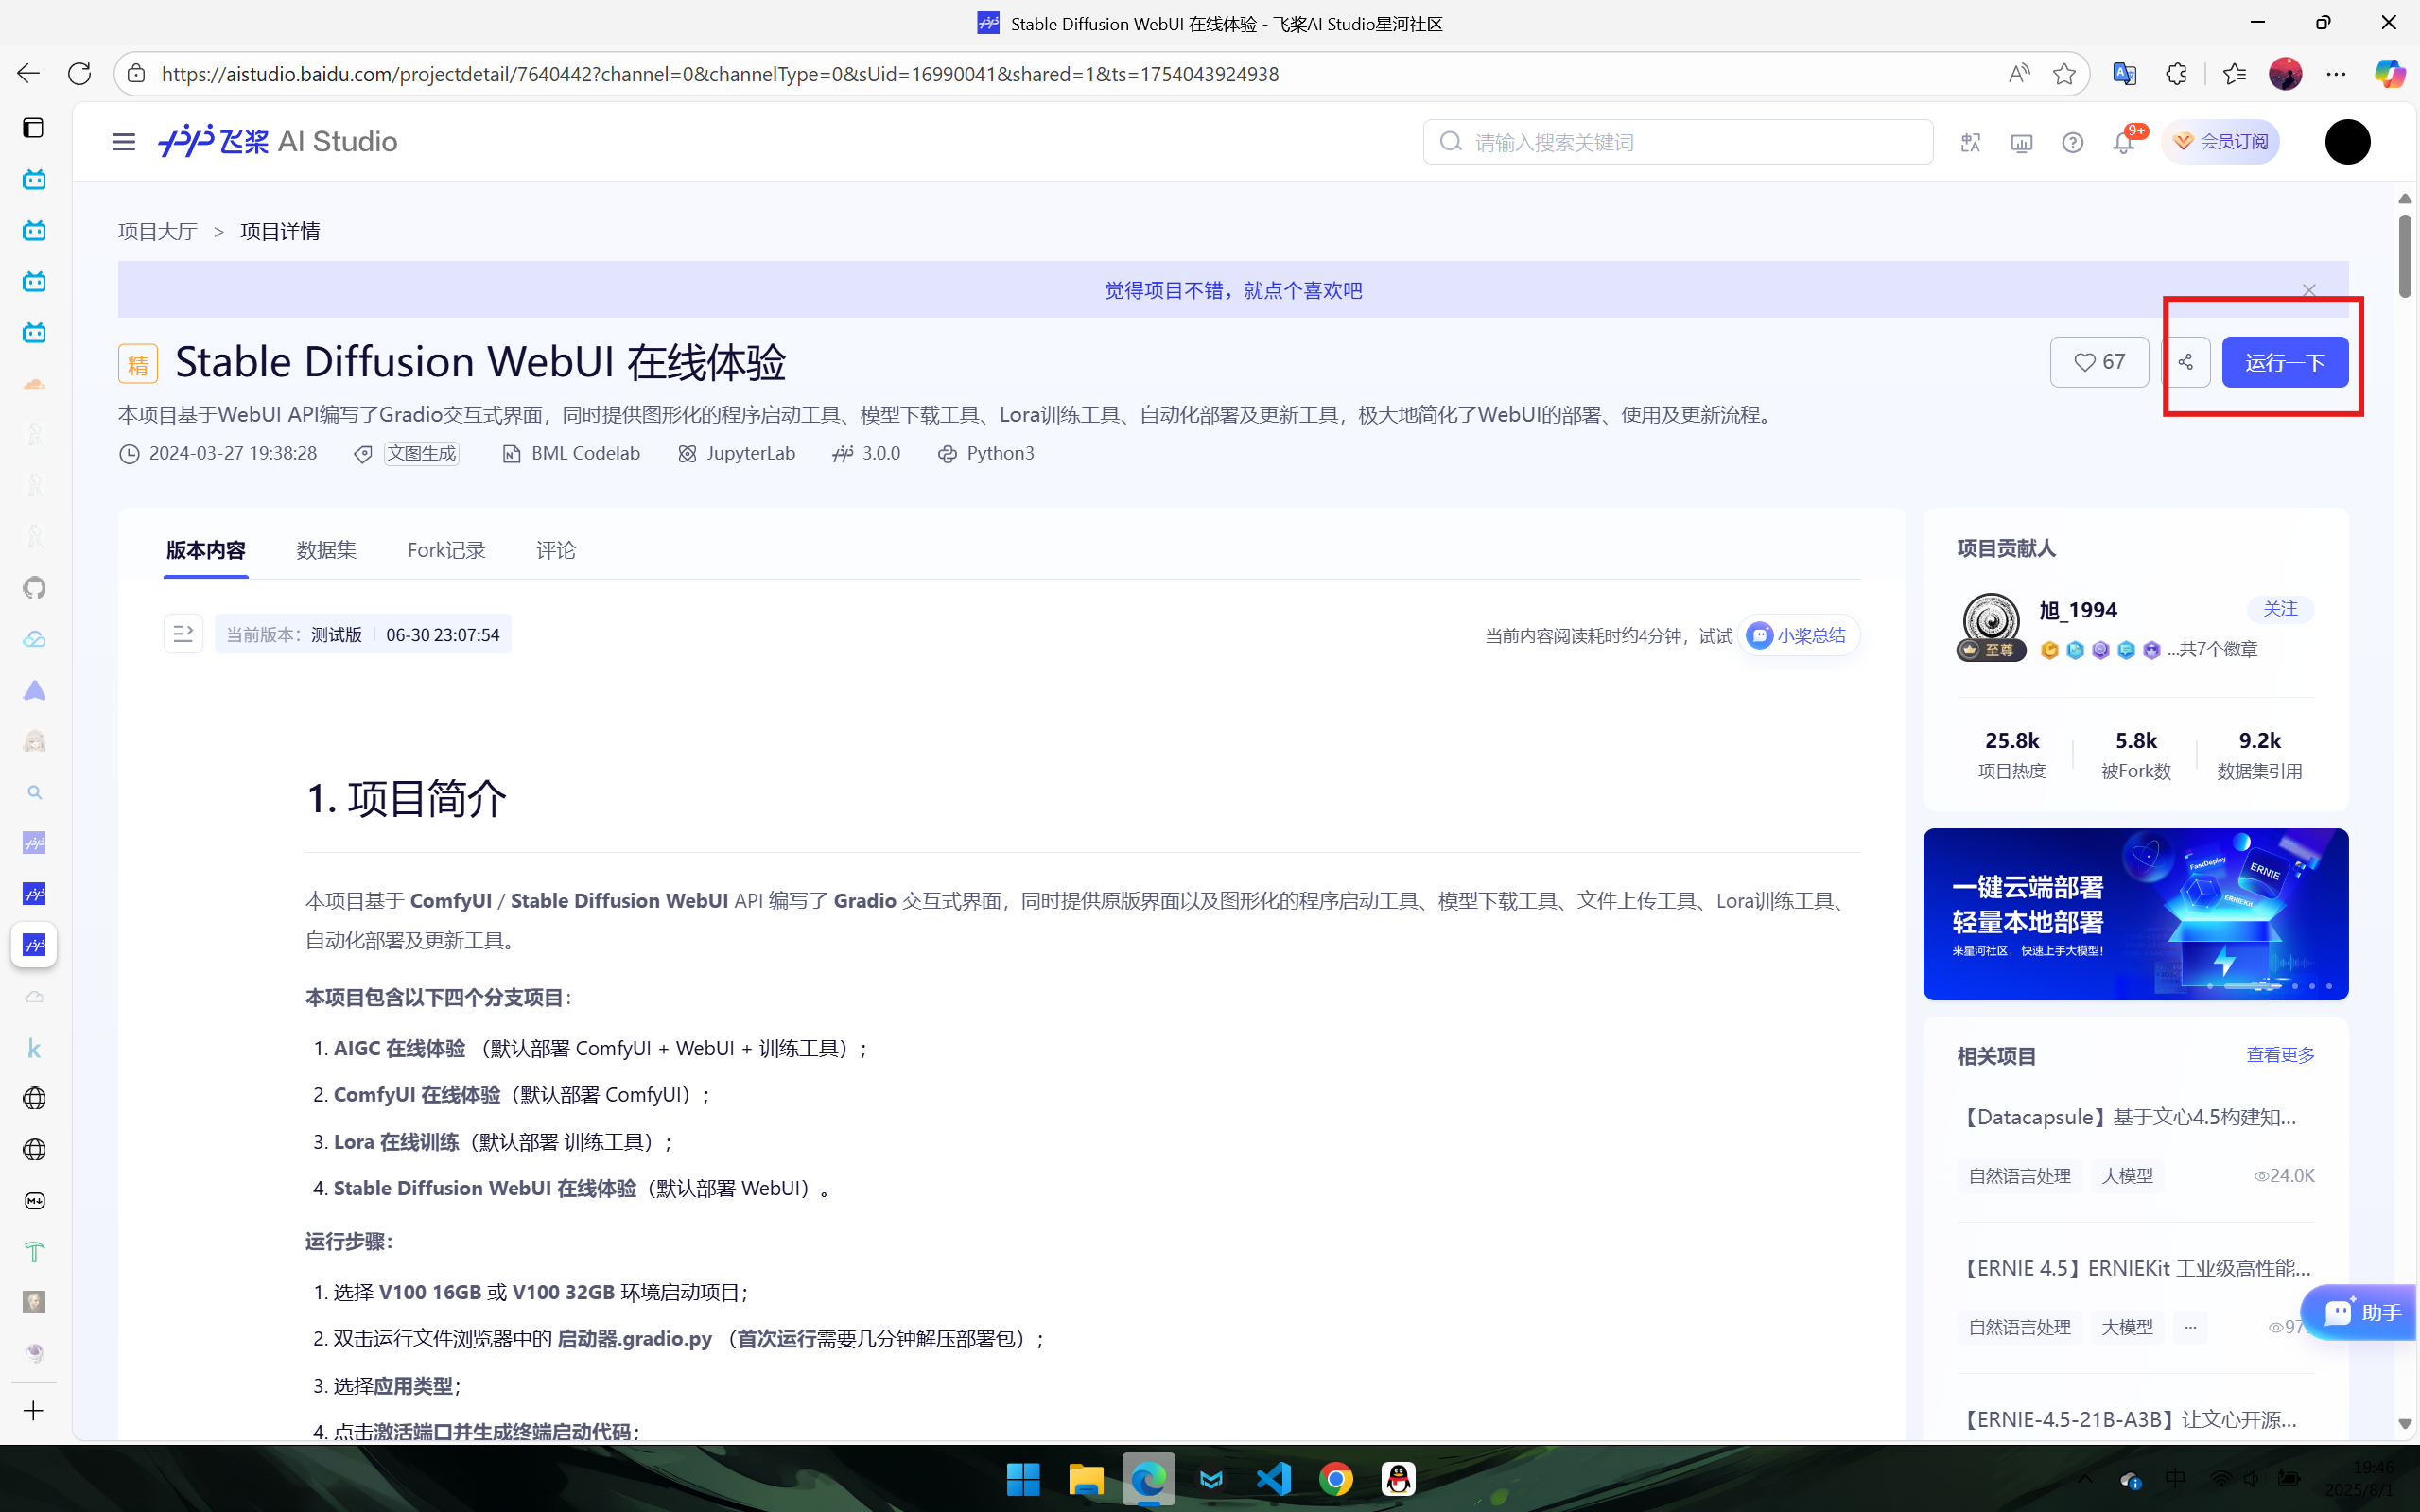 Stable Diffusion WebUI 在线体验 - 飞桨AI Studio星河社区
https://aistudio.baidu.com/projectdetail/7640442?channel=0&channelType=0&sUid=16990041&shared=1&ts=1754043924938
飞桨 AI Studio
请输入搜索关键词
9+
会员订阅
项目大厅 > 项目详情
觉得项目不错，就点个喜欢吧
精 Stable Diffusion WebUI 在线体验
67
运行一下
本项目基于WebUI API编写了Gradio交互式界面，同时提供图形化的程序启动工具、模型下载工具、Lora训练工具、自动化部署及更新工具，极大地简化了WebUI的部署、使用及更新流程。
2024-03-27 19:38:28 文图生成 BML Codelab JupyterLab 3.0.0 Python3
版本内容 数据集 Fork记录 评论
当前版本：测试版 06-30 23:07:54
当前内容阅读耗时约4分钟，试试 小桨总结
1. 项目简介
本项目基于 ComfyUI / Stable Diffusion WebUI API 编写了 Gradio 交互式界面，同时提供原版界面以及图形化的程序启动工具、模型下载工具、文件上传工具、Lora训练工具、
自动化部署及更新工具。
本项目包含以下四个分支项目：
1. AIGC 在线体验 （默认部署 ComfyUI + WebUI + 训练工具）；
2. ComfyUI 在线体验（默认部署 ComfyUI）；
3. Lora 在线训练（默认部署 训练工具）；
4. Stable Diffusion WebUI 在线体验（默认部署 WebUI）。
运行步骤：
1. 选择 V100 16GB 或 V100 32GB 环境启动项目；
2. 双击运行文件浏览器中的 启动器.gradio.py （首次运行需要几分钟解压部署包）；
3. 选择应用类型；
4. 点击激活端口并生成终端启动代码；
项目贡献人
旭_1994
关注
至尊
...共7个徽章
25.8k 5.8k 9.2k
项目热度 被Fork数 数据集引用
一键云端部署
轻量本地部署
来星河社区，快速上手大模型！
FastDeploy
ERNIE
ERNIEKit
相关项目
查看更多
【Datacapsule】基于文心4.5构建知...
自然语言处理 大模型 24.0K
【ERNIE 4.5】ERNIEKit 工业级高性能...
自然语言处理 大模型 ... 97
助手
【ERNIE-4.5-21B-A3B】让文心开源...
中
19:46
2025/8/1